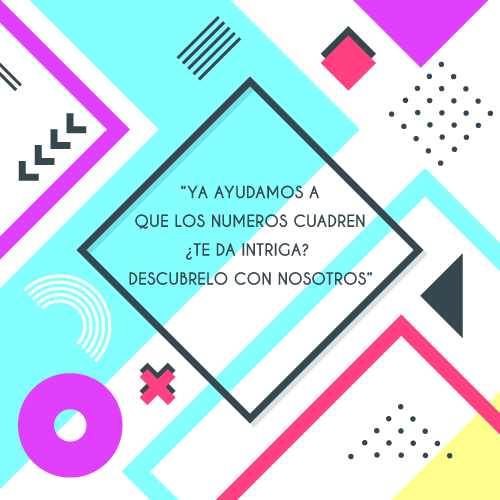 “YA AYUDAMOS A
QUE LOS NUMEROS CUADREN
¿TE DA INTRIGA?
DESCUBRELO CON NOSOTROS”